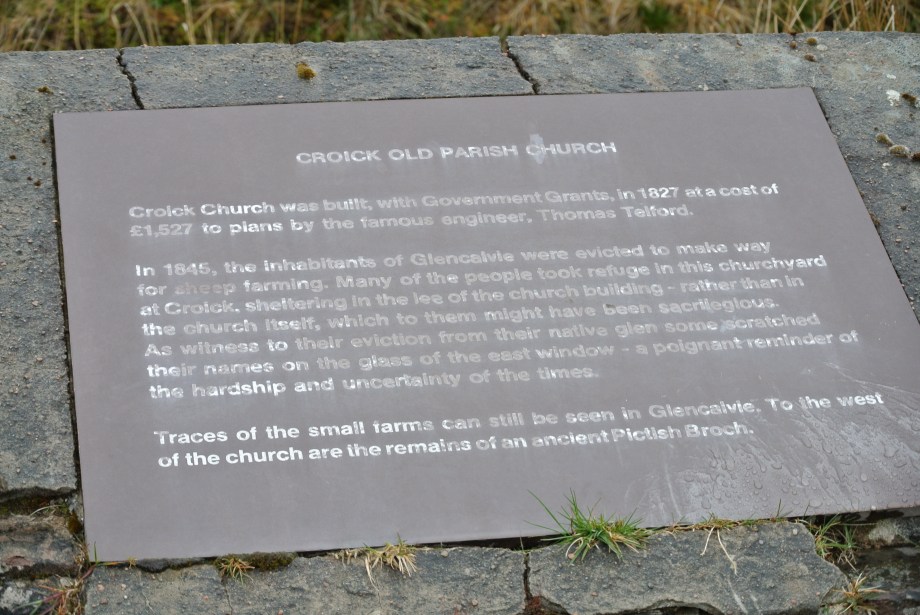 CROICK OLD PARISH CHURCH
Croick Church was built, with Government Grants, in 1827 at a cost of
£1,527 to plans by the famous engineer, Thomas Telford.
In 1845, the inhabitants of Glencalvie were evicted to make way
for sheep farming. Many of the people took refuge in this churchyard
at Croick, sheltering in the lee of the church building - rather than in
the church itself, which to them might have been sacrilegious.
As witness to their eviction from their native glen some scratched
their names on the glass of the east window - a poignant reminder of
the hardship and uncertainty of the times.
Traces of the small farms can still be seen in Glencalvie. To the west
of the church are the remains of an ancient Pictish Broch.